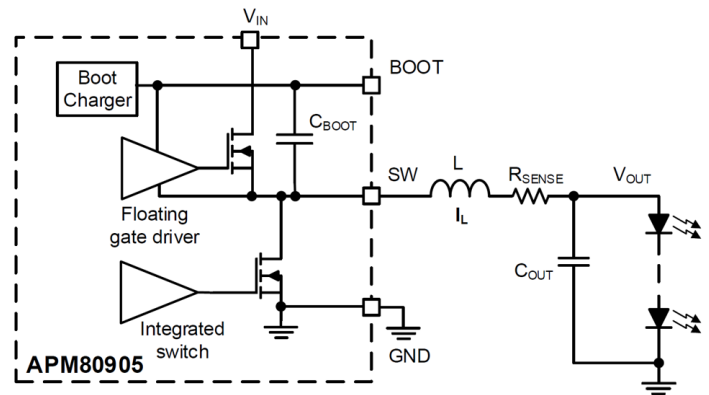 VIN
Boot
Charger
BOOT
CBOOT
SW
L
RSENSE
VOUT
IL
Floating
gate driver
COUT
Integrated
switch
GND
APM80905